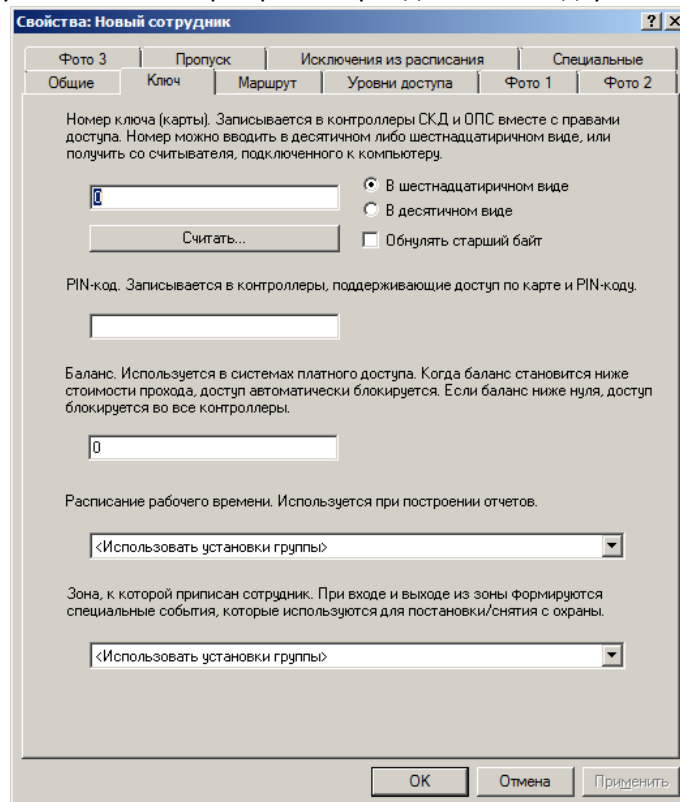 Свойства: Новый сотрудник
Фото 3 Пропуск Исключения из расписания Специальные
Общие Ключ Маршрут Уровни доступа Фото 1 Фото 2
Номер ключа (карты). Записывается в контроллеры СКД и ОПС вместе с правами
доступа. Номер можно вводить в десятичном либо шестнадцатиричном виде, или
получить со считывателя, подключенного к компьютеру.
0
В шестнадцатиричном виде
В десятичном виде
Считать...
Обнулять старший байт
PIN-код. Записывается в контроллеры, поддерживающие доступ по карте и PIN-коду.
Баланс. Используется в системах платного доступа. Когда баланс становится ниже
стоимости прохода, доступ автоматически блокируется. Если баланс ниже нуля, доступ
блокируется во все контроллеры.
0
Расписание рабочего времени. Используется при построении отчетов.
<Использовать установки группы>
Зона, к которой приписан сотрудник. При входе и выходе из зоны формируются
специальные события, которые используются для постановки/снятия с охраны.
<Использовать установки группы>
OK Отмена Применить